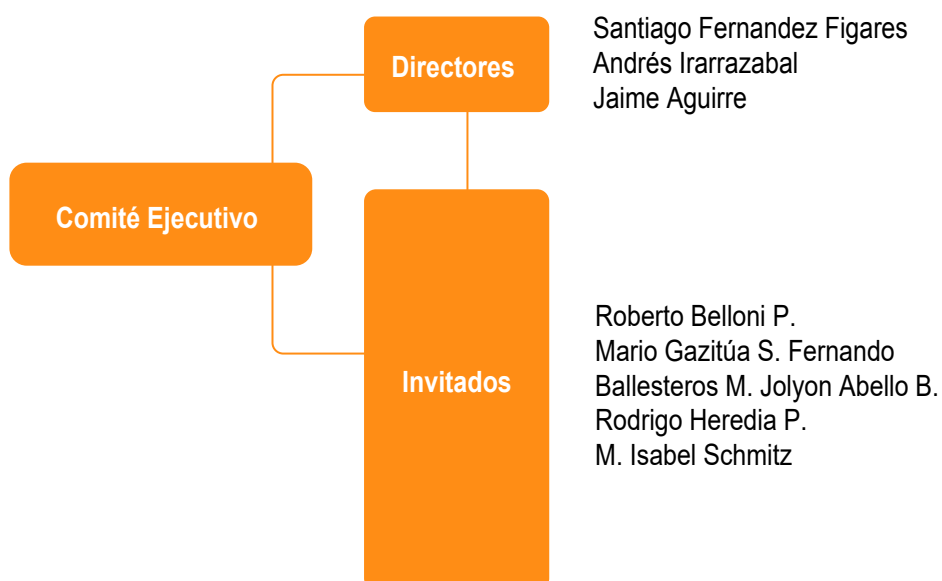 Directores
Santiago Fernandez Figares
Andrés Irarrazabal
Jaime Aguirre
Comité Ejecutivo
Invitados
Roberto Belloni P.
Mario Gazitúa S. Fernando
Ballesteros M. Jolyon Abello B.
Rodrigo Heredia P.
M. Isabel Schmitz